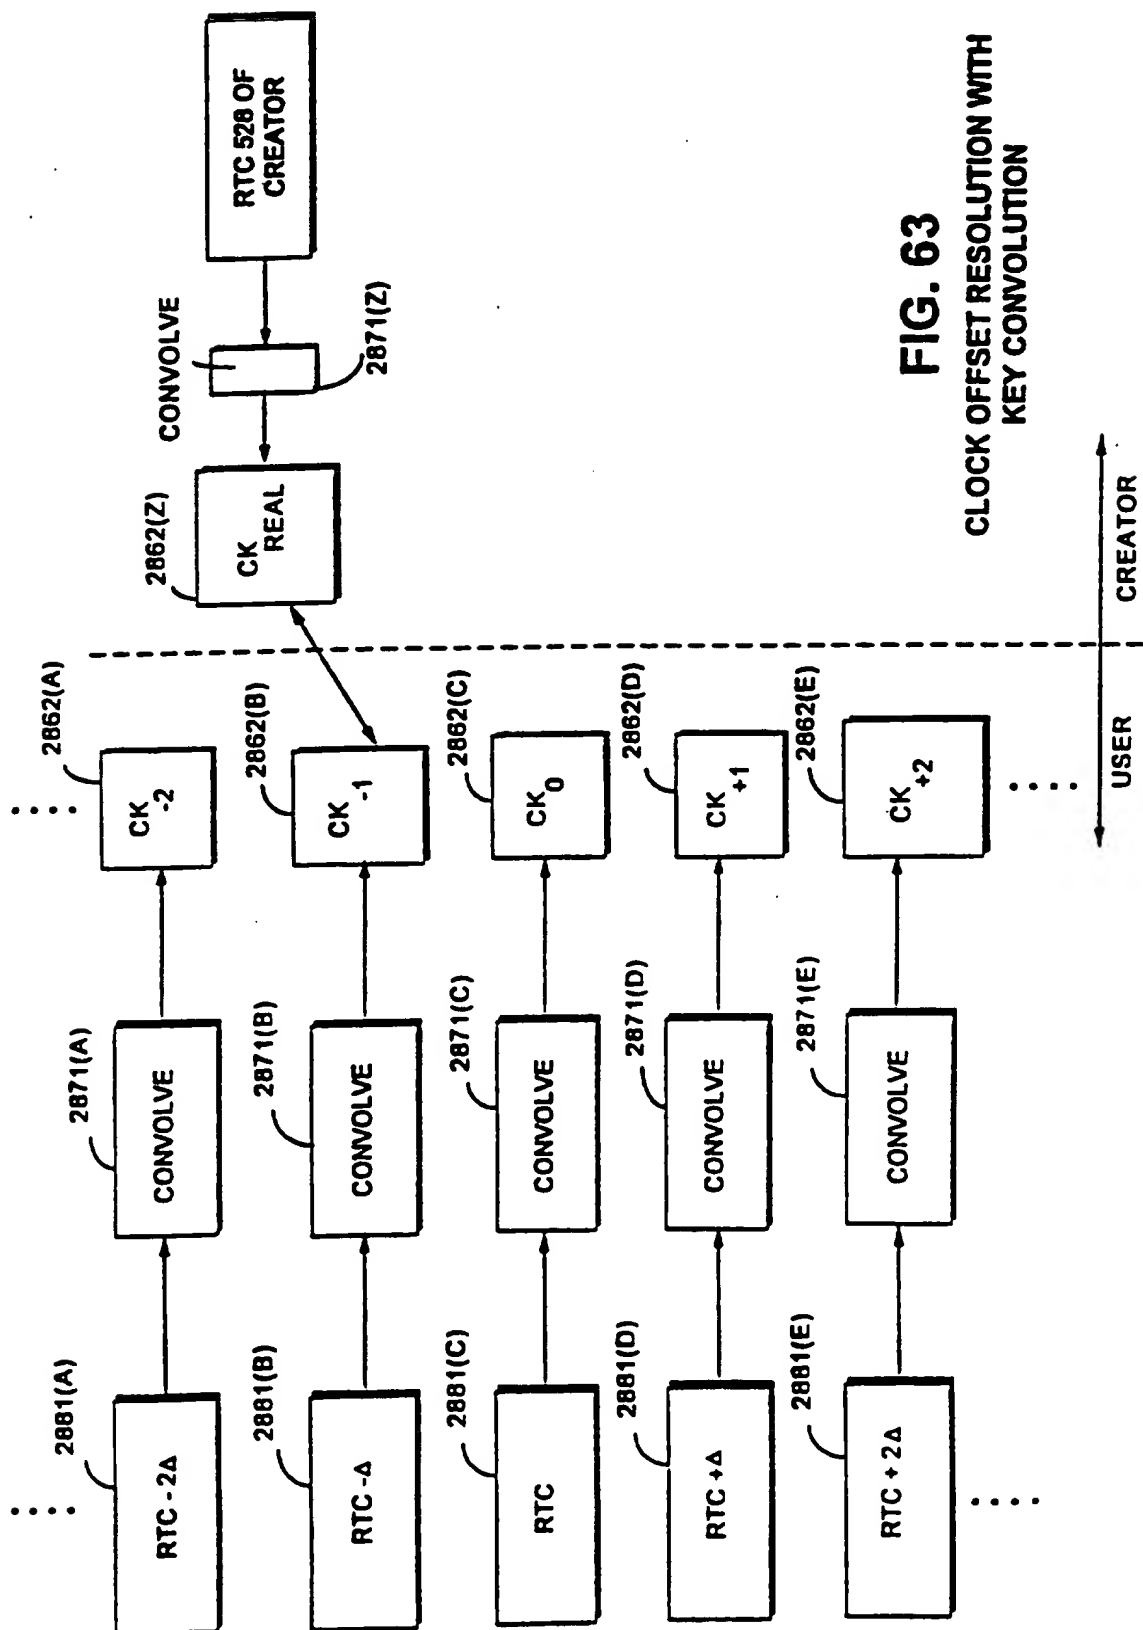 2881(A)
RTC - 2Δ
2871(A)
CONVOLVE
2862(A)
CK -2
2881(B)
RTC -Δ
2871(B)
CONVOLVE
2862(B)
CK -1
2881(C)
RTC
2871(C)
CONVOLVE
2862(C)
CK 0
2881(D)
RTC +Δ
2871(D)
CONVOLVE
2862(D)
CK +1
2881(E)
RTC + 2Δ
2871(E)
CONVOLVE
2862(E)
CK +2
2862(Z)
CK REAL
CONVOLVE
2871(Z)
RTC 528 OF
CREATOR
USER
CREATOR
FIG. 63
CLOCK OFFSET RESOLUTION WITH
KEY CONVOLUTION